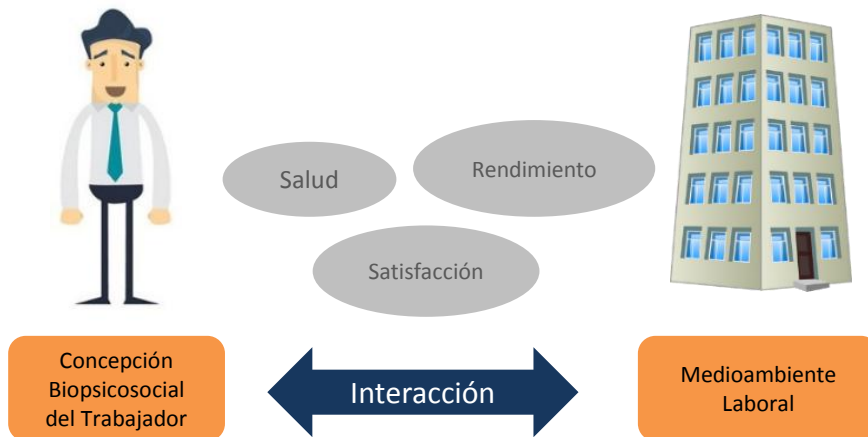 Salud
Rendimiento
Satisfacción
Concepción
Biopsicosocial
del Trabajador
Interacción
Medioambiente
Laboral